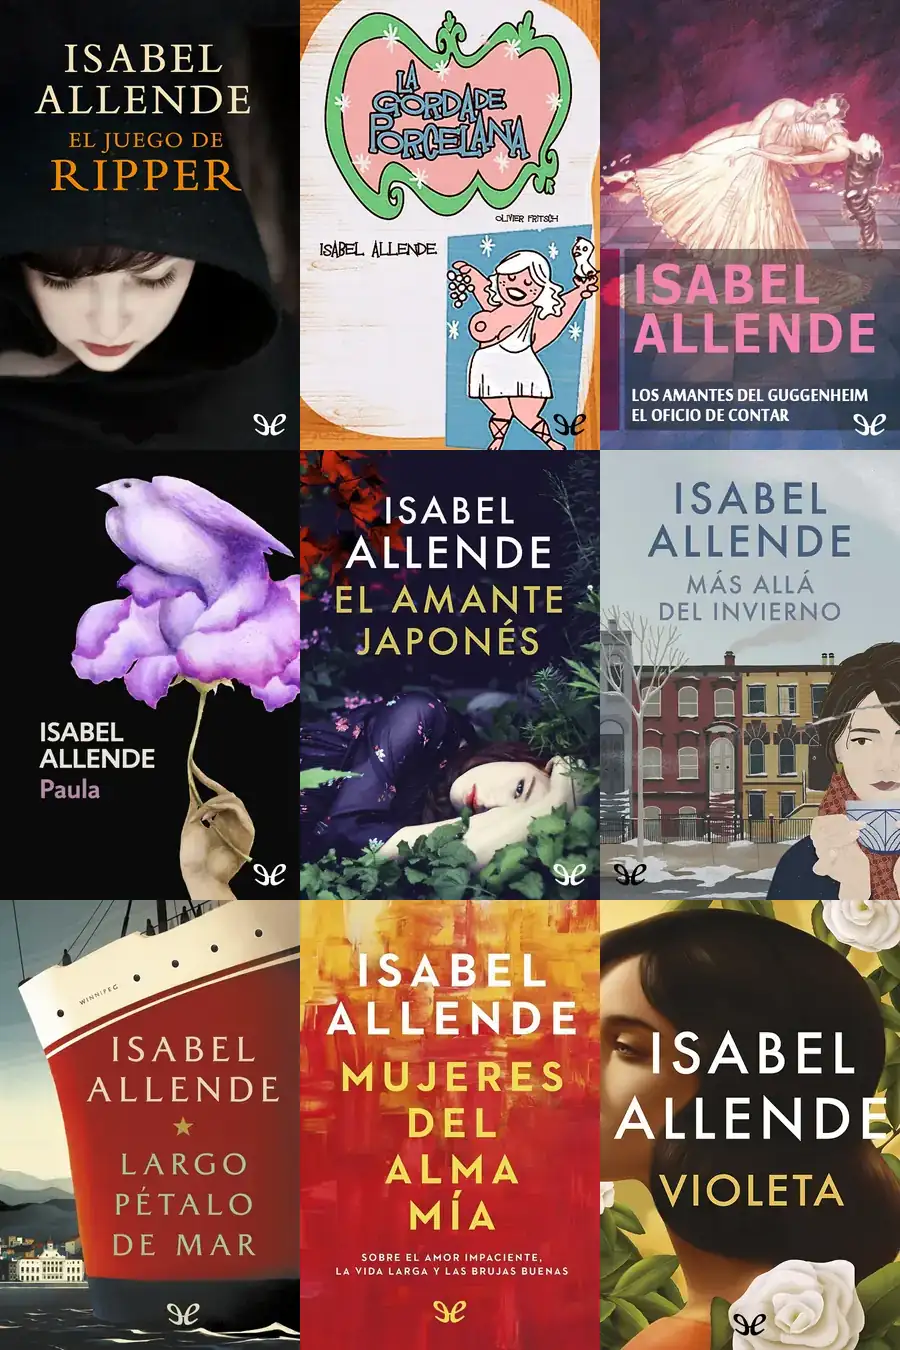 ISABEL
ALLENDE
EL JUEGO DE
RIPPER
LA
GORDA DE
PORCELANA
OLIVIER FRITSCH
ISABEL ALLENDE
ISABEL
ALLENDE
LOS AMANTES DEL GUGGENHEIM
EL OFICIO DE CONTAR
ISABEL
ALLENDE
Paula
ISABEL
ALLENDE
EL AMANTE
JAPONÉS
ISABEL
ALLENDE
MÁS ALLÁ
DEL INVIERNO
WINNIPEG
ISABEL
ALLENDE
LARGO
PÉTALO
DE MAR
ISABEL
ALLENDE
MUJERES
DEL
ALMA
MÍA
SOBRE EL AMOR IMPACIENTE,
LA VIDA LARGA Y LAS BRUJAS BUENAS
ISABEL
ALLENDE
VIOLETA